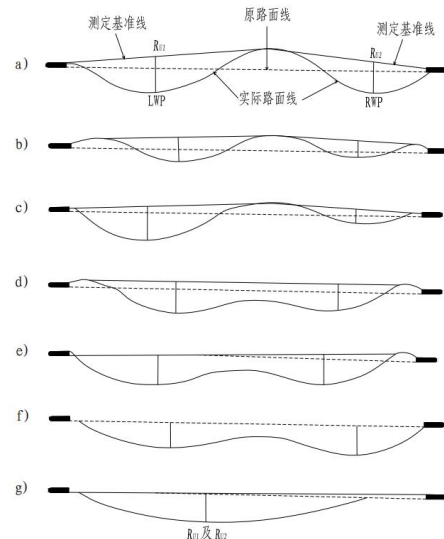 测定基准线 原路面线 测定基准线
RU2 RU2
a)
LWP 实际路面线 RWP
b)
c)
d)
e)
f)
g)
RU1及RU2